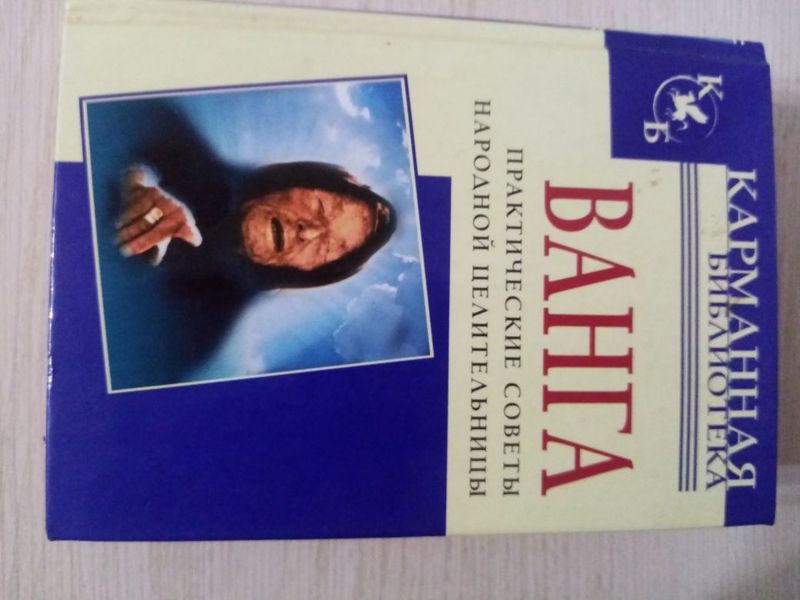 К
Б
КАРМАННАЯ
БИБЛИОТЕКА
ВАНГА
ПРАКТИЧЕСКИЕ СОВЕТЫ
НАРОДНОЙ ЦЕЛИТЕЛЬНИЦЫ